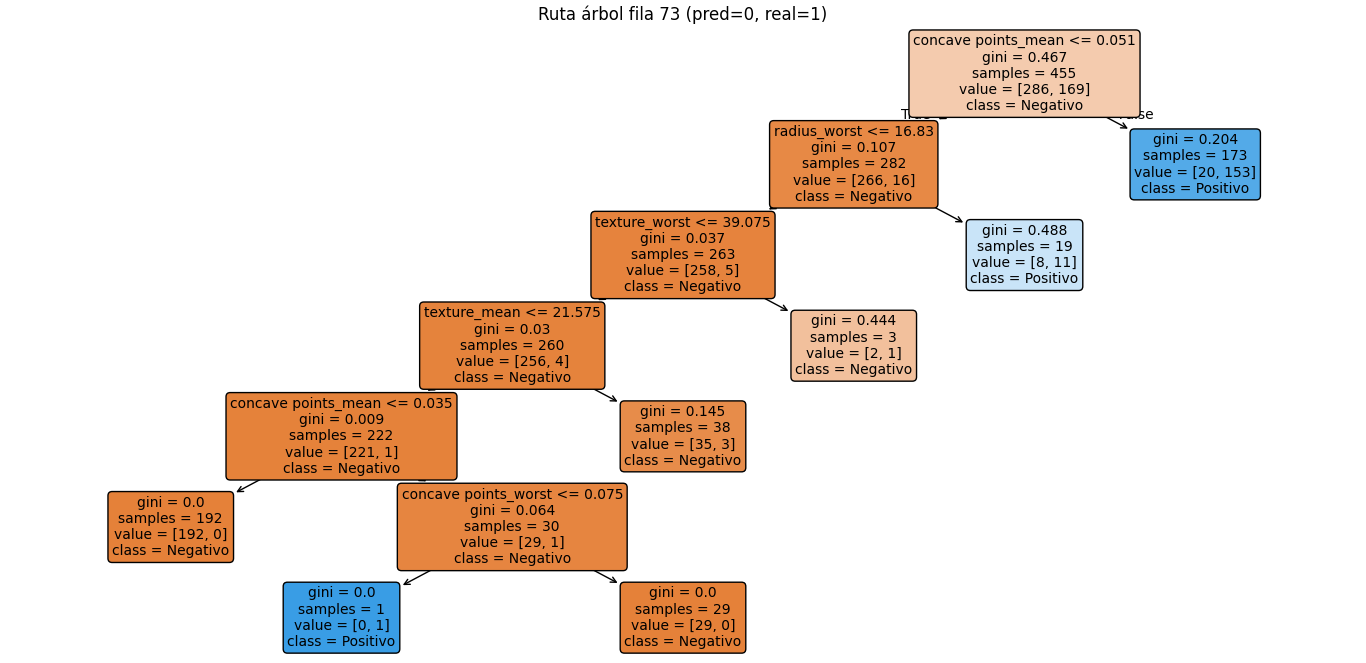 Ruta árbol fila 73 (pred=0, real=1)
concave points_mean <= 0.051
gini = 0.467
samples = 455
value = [286, 169]
class = Negativo
radius_worst <= 16.83
gini = 0.107
samples = 282
value = [266, 16]
class = Negativo
gini = 0.204
samples = 173
value = [20, 153]
class = Positivo
texture_worst <= 39.075
gini = 0.037
samples = 263
value = [258, 5]
class = Negativo
gini = 0.488
samples = 19
value = [8, 11]
class = Positivo
texture_mean <= 21.575
gini = 0.03
samples = 260
value = [256, 4]
class = Negativo
gini = 0.444
samples = 3
value = [2, 1]
class = Negativo
concave points_mean <= 0.035
gini = 0.009
samples = 222
value = [221, 1]
class = Negativo
gini = 0.145
samples = 38
value = [35, 3]
class = Negativo
gini = 0.0
samples = 192
value = [192, 0]
class = Negativo
concave points_worst <= 0.075
gini = 0.064
samples = 30
value = [29, 1]
class = Negativo
gini = 0.0
samples = 1
value = [0, 1]
class = Positivo
gini = 0.0
samples = 29
value = [29, 0]
class = Negativo